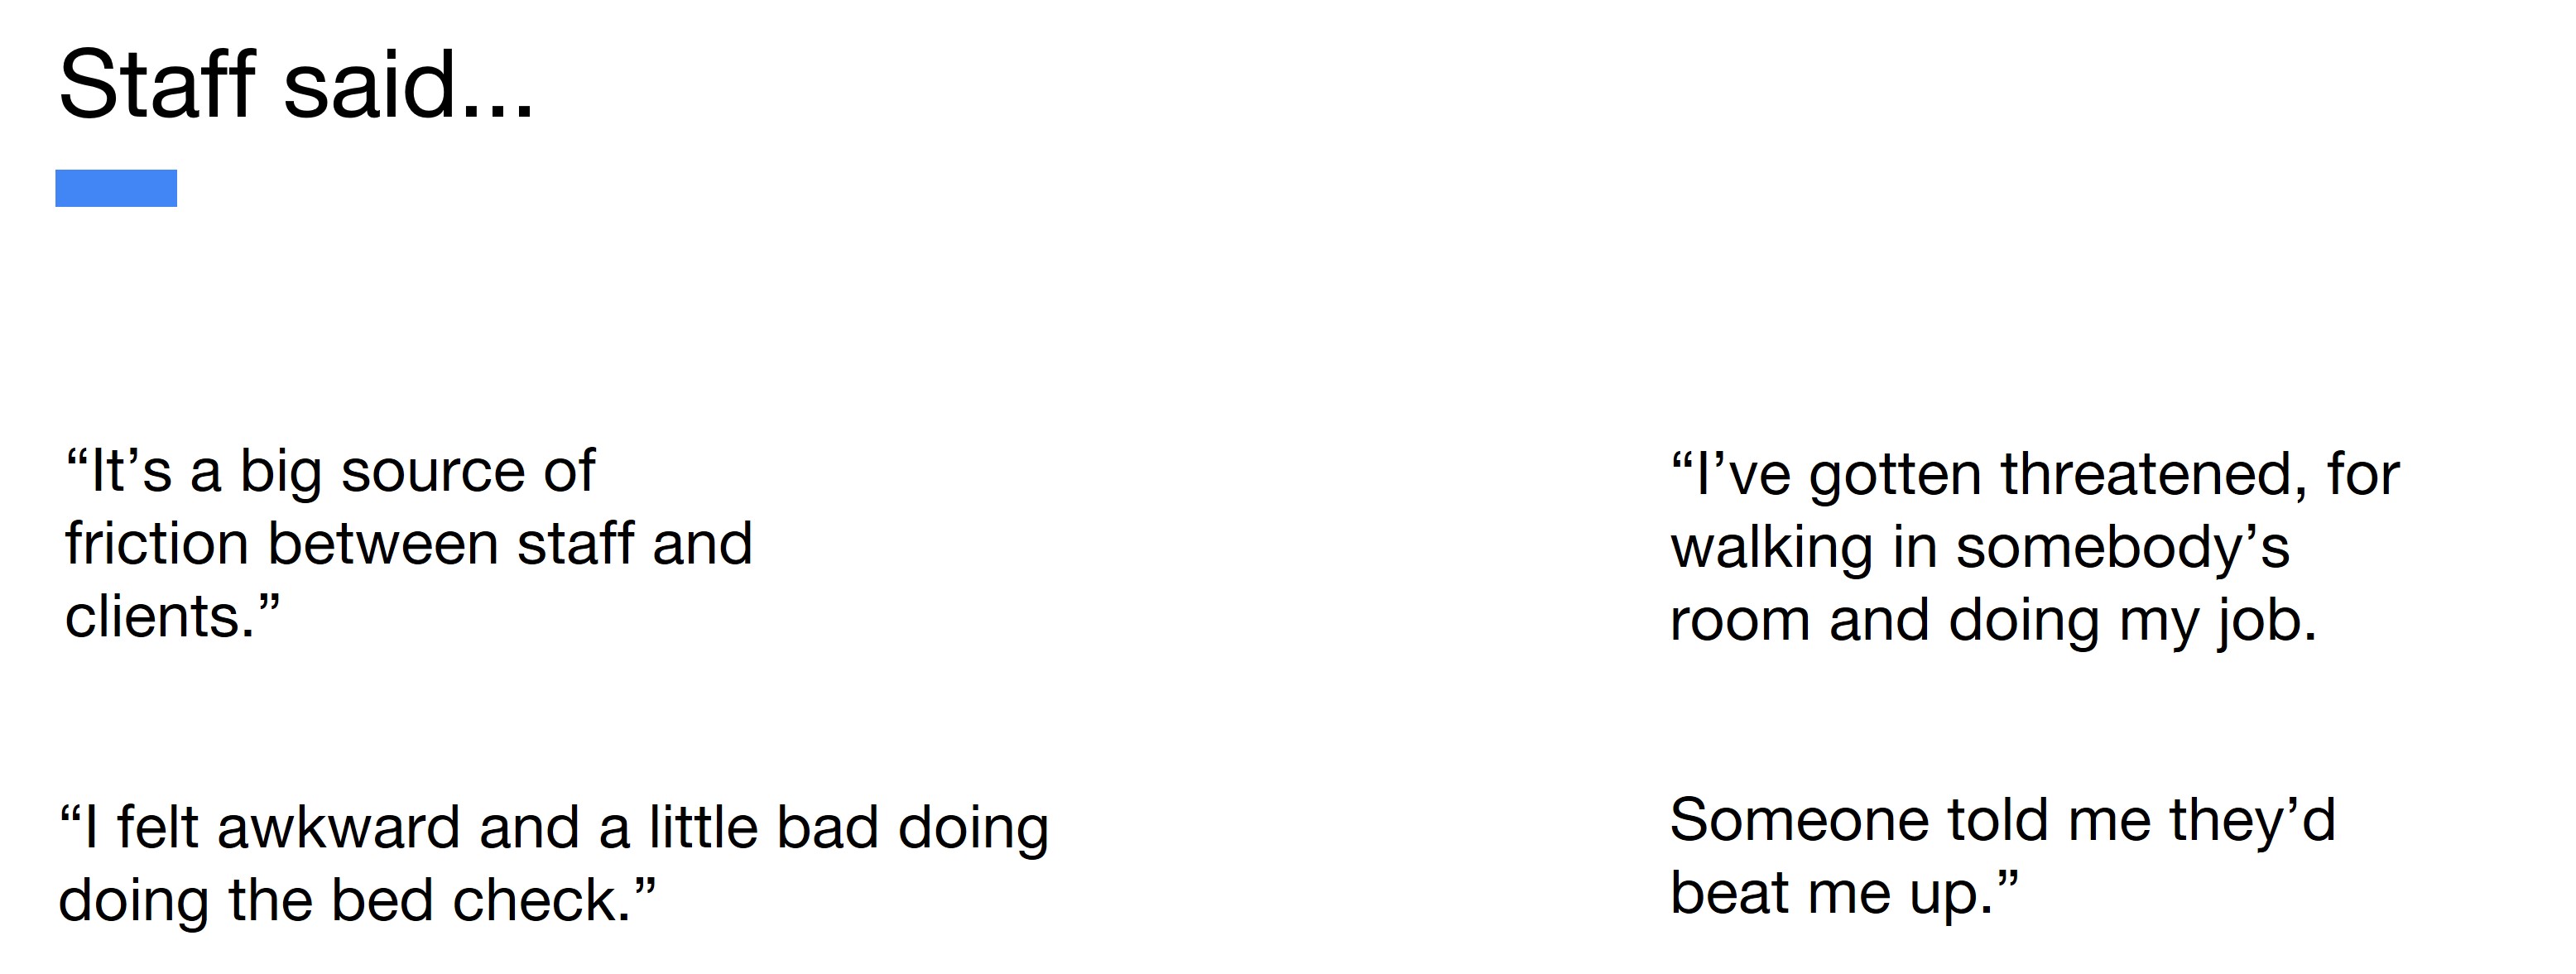 Staff said...
“It’s a big source of
friction between staff and
clients.”
“I felt awkward and a little bad doing
doing the bed check.”
“I’ve gotten threatened, for
walking in somebody’s
room and doing my job.
Someone told me they’d
beat me up.”